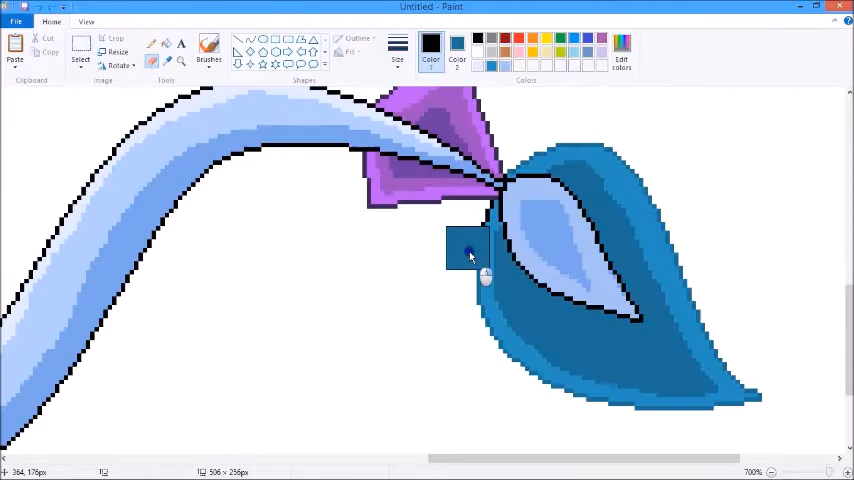 Untitled - Paint
File Home View
Paste
Cut
Copy
Clipboard
Select
Crop
Resize
Rotate
Image
A
Tools
Brushes
Shapes
Outline
Fill
Size
Color 1
Color 2
Edit colors
Colors
364, 176px
506 × 256px
700%